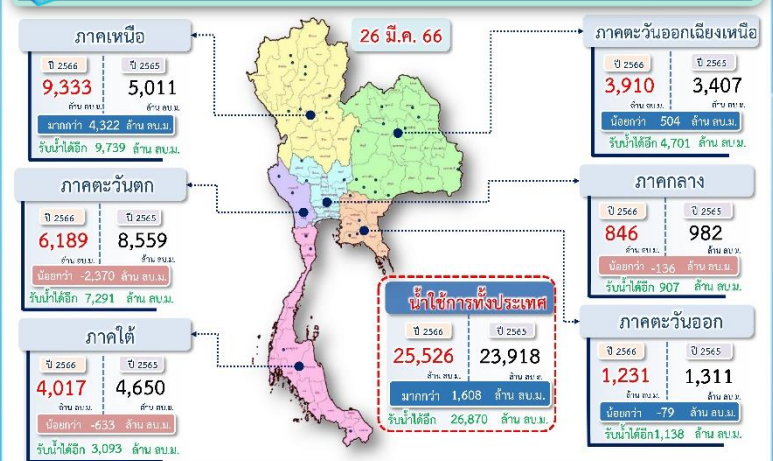 26 มี.ค. 66
ภาคเหนือ
ปี 2566 ปี 2565
9,333 5,011
ล้าน ลบ.ม. ล้าน ลบ.ม.
มากกว่า 4,322 ล้าน ลบ.ม.
รับน้ำได้อีก 9,739 ล้าน ลบ.ม.
ภาคตะวันตก
ปี 2566 ปี 2565
6,189 8,559
ล้าน ลบ.ม. ล้าน ลบ.ม.
น้อยกว่า -2,370 ล้าน ลบ.ม.
รับน้ำได้อีก 7,291 ล้าน ลบ.ม.
ภาคใต้
ปี 2566 ปี 2565
4,017 4,650
ล้าน ลบ.ม. ล้าน ลบ.ม.
น้อยกว่า -633 ล้าน ลบ.ม.
รับน้ำได้อีก 3,093 ล้าน ลบ.ม.
ภาคตะวันออกเฉียงเหนือ
ปี 2566 ปี 2565
3,910 3,407
ล้าน ลบ.ม. ล้าน ลบ.ม.
น้อยกว่า 504 ล้าน ลบ.ม.
รับน้ำได้อีก 4,701 ล้าน ลบ.ม.
ภาคกลาง
ปี 2566 ปี 2565
846 982
ล้าน ลบ.ม. ล้าน ลบ.ม.
น้อยกว่า -136 ล้าน ลบ.ม.
รับน้ำได้อีก 907 ล้าน ลบ.ม.
ภาคตะวันออก
ปี 2566 ปี 2565
1,231 1,311
ล้าน ลบ.ม. ล้าน ลบ.ม.
น้อยกว่า -79 ล้าน ลบ.ม.
รับน้ำได้อีก1,138 ล้าน ลบ.ม.
น้ำใช้การทั้งประเทศ
ปี 2566 ปี 2565
25,526 23,918
ล้าน ลบ.ม. ล้าน ลบ.ม.
มากกว่า 1,608 ล้าน ลบ.ม.
รับน้ำได้อีก 26,870 ล้าน ลบ.ม.